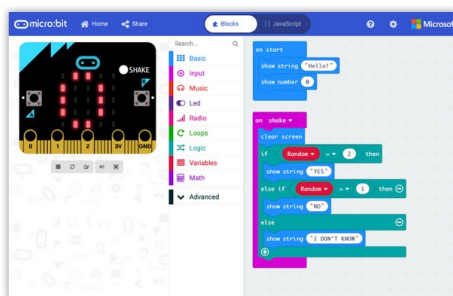 micro:bit Home Share Blocks {} JavaScript ? Microsof
SHAKE
0 1 2 3V GND
Search...
Basic
Input
Music
Led
Radio
Loops
Logic
Variables
Math
Advanced
on start
show string "Hello!"
show number 0
on shake
clear screen
if Random = 2 then
show string "YES"
else if Random = 1 then
show string "NO"
else
show string "I DON'T KNOW"